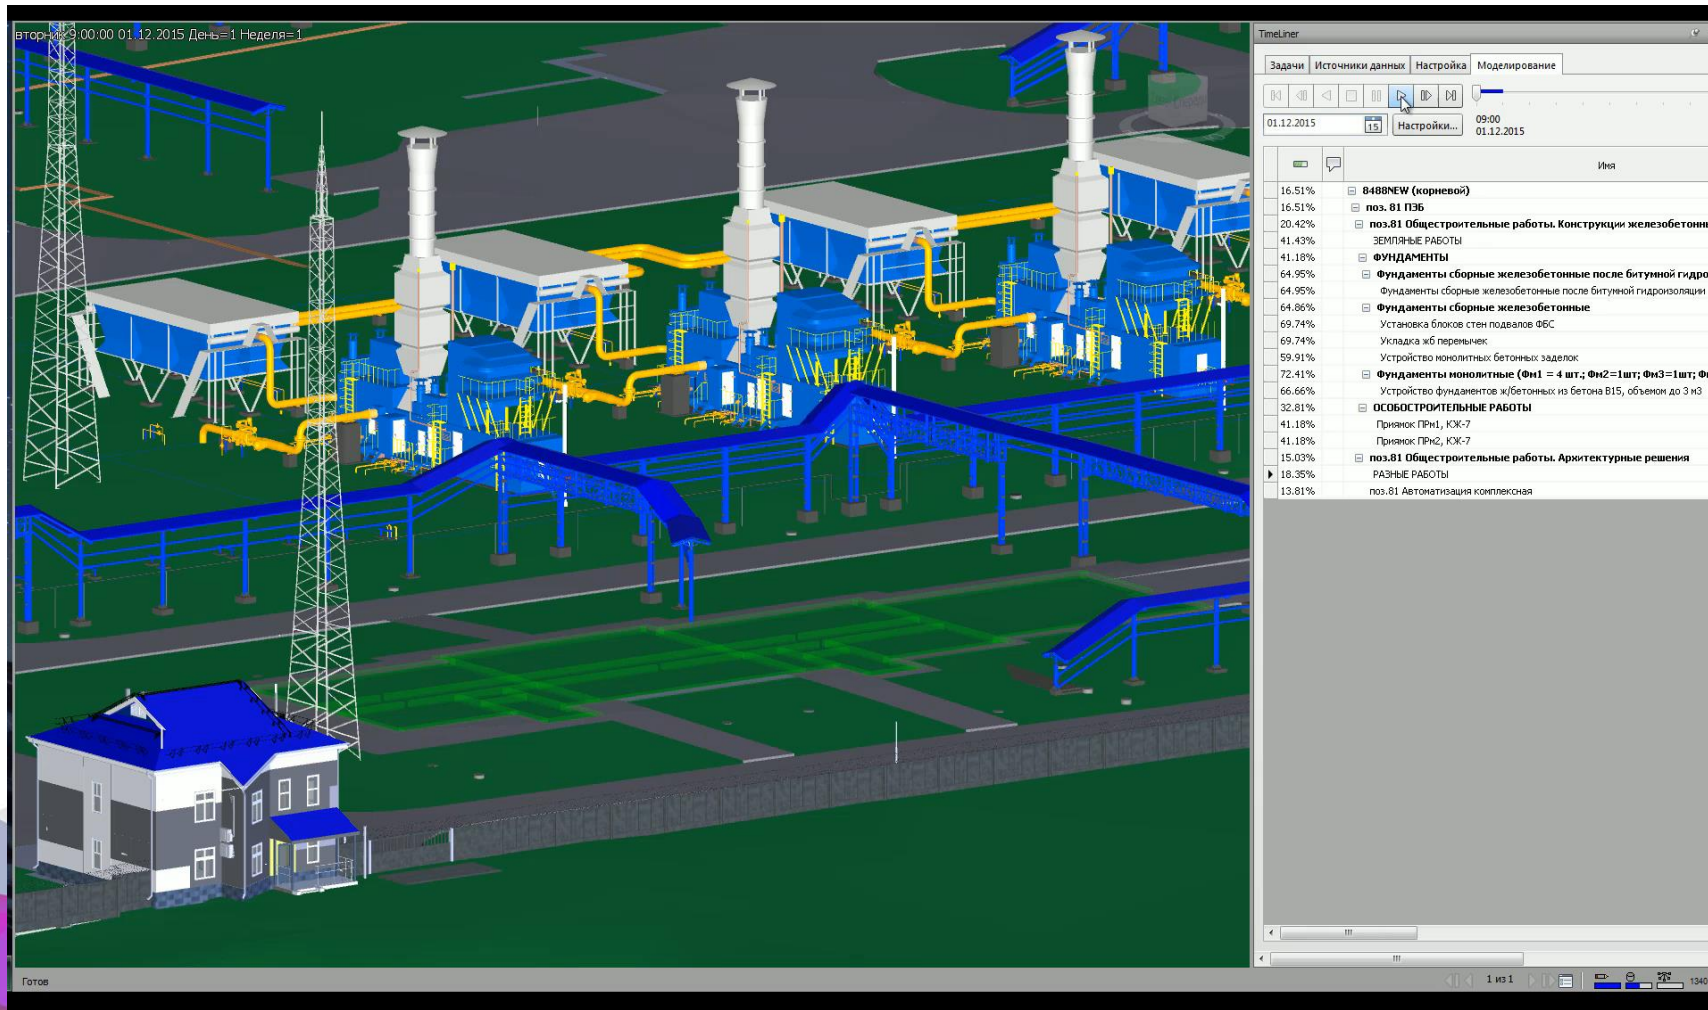 вторник 9:00:00 01.12.2015 День=1 Неделя=1
TimeLiner
Задачи Источники данных Настройка Моделирование
01.12.2015 15 Настройки... 09:00
01.12.2015
Имя
16.51% 8488NEW (корневой)
16.51% поз. 81 ПЭБ
20.42% поз.81 Общестроительные работы. Конструкции железобетонн
41.43% ЗЕМЛЯНЫЕ РАБОТЫ
41.18% ФУНДАМЕНТЫ
64.95% Фундаменты сборные железобетонные после битумной гидро
64.95% Фундаменты сборные железобетонные после битумной гидроизоляции
64.86% Фундаменты сборные железобетонные
69.74% Установка блоков стен подвалов ФБС
69.74% Укладка жб перемычек
59.91% Устройство монолитных бетонных заделок
72.41% Фундаменты монолитные (Фм1 = 4 шт.; Фм2=1шт; Фм3=1шт; Ф
66.66% Устройство фундаментов ж/бетонных из бетона В15, объемом до 3 м3
32.81% ОСОБОСТРОИТЕЛЬНЫЕ РАБОТЫ
41.18% Приямок ПРм1, КЖ-7
41.18% Приямок ПРм2, КЖ-7
15.03% поз.81 Общестроительные работы. Архитектурные решения
18.35% РАЗНЫЕ РАБОТЫ
13.81% поз.81 Автоматизация комплексная
Готов
1 из 1
1340